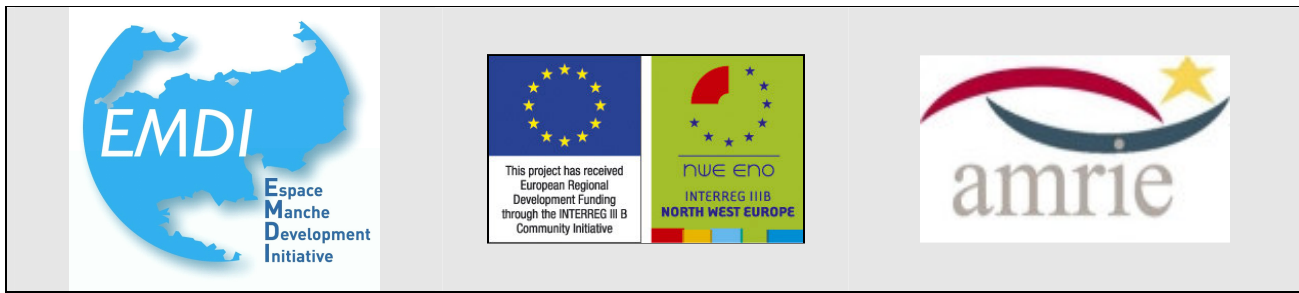 EMDI
Espace
Manche
Development
Initiative
This project has received
European Regional
Development Funding
through the INTERREG III B
Community Initiative
NWE ENO
INTERREG IIIB
NORTH WEST EUROPE
amrie